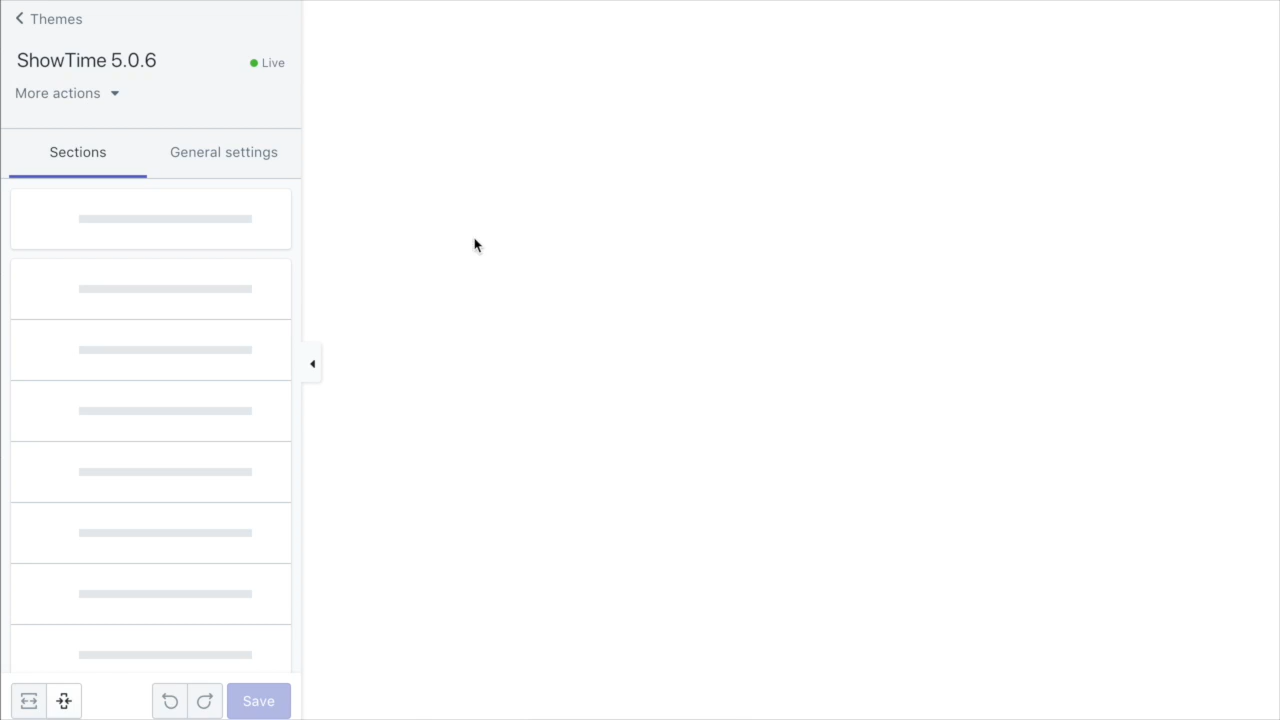 Themes
ShowTime 5.0.6
Live
More actions
Sections
General settings
Save